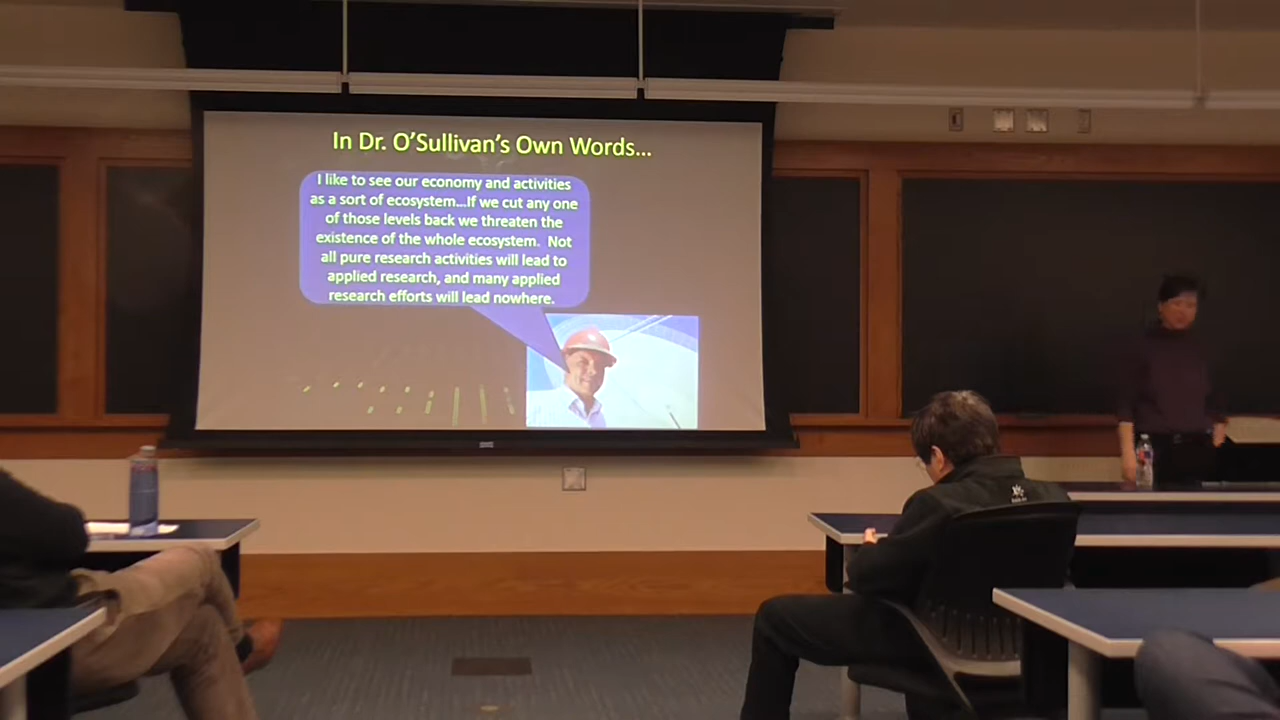 In Dr. O'Sullivan's Own Words...
I like to see our economy and activities
as a sort of ecosystem...If we cut any one
of those levels back we threaten the
existence of the whole ecosystem. Not
all pure research activities will lead to
applied research, and many applied
research efforts will lead nowhere.